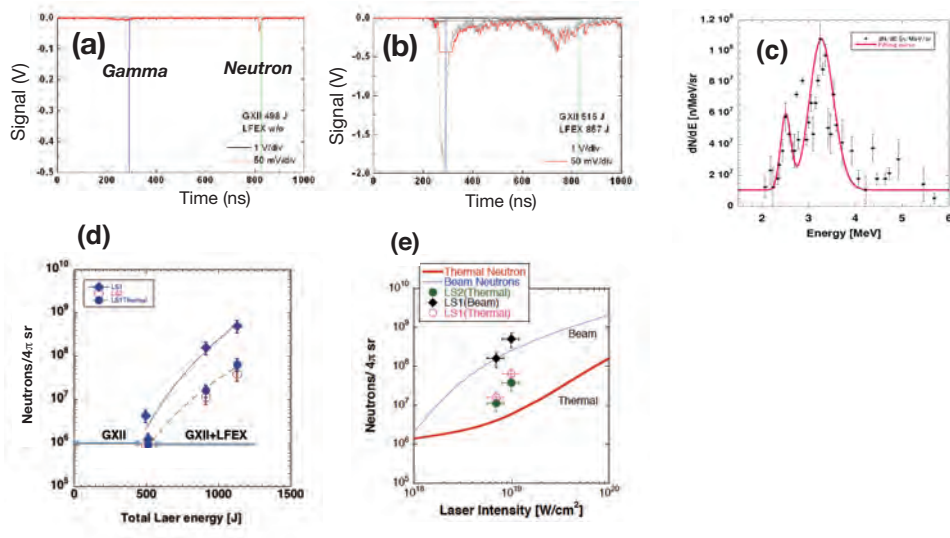 (a)
Gamma
Neutron
GXII 498 J
LFEX w/o
1 V/div
50 mV/div
0.0
-0.1
-0.2
-0.3
-0.4
-0.5
Signal (V)
0 200 400 600 800 1000
Time (ns)
(b)
GXII 515 J
LFEX 857 J
1 V/div
50 mV/div
0.0
-0.5
-1.0
-1.5
-2.0
Signal (V)
0 200 400 600 800 1000
Time (ns)
(c)
dN/dE [n/MeV/sr]
1.2 10⁸
1 10⁸
8 10⁷
6 10⁷
4 10⁷
2 10⁷
0
2 3 4 5 6
Energy [MeV]
(d)
LS1
LS1Thermal
Neutrons/4π sr
10¹⁰
10⁹
10⁸
10⁷
10⁶
10⁵
GXII
GXII+LFEX
0 500 1000 1500
Total Laer energy [J]
(e)
Thermal Neutron
Beam Neutrons
LS2(Thermal)
LS1(Beam)
LS1(Thermal)
Beam
Thermal
Neutrons/ 4π sr
10¹⁰
10⁹
10⁸
10⁷
10⁶
10⁵
10¹⁸ 10¹⁹ 10²⁰
Laser Intensity [W/cm²]